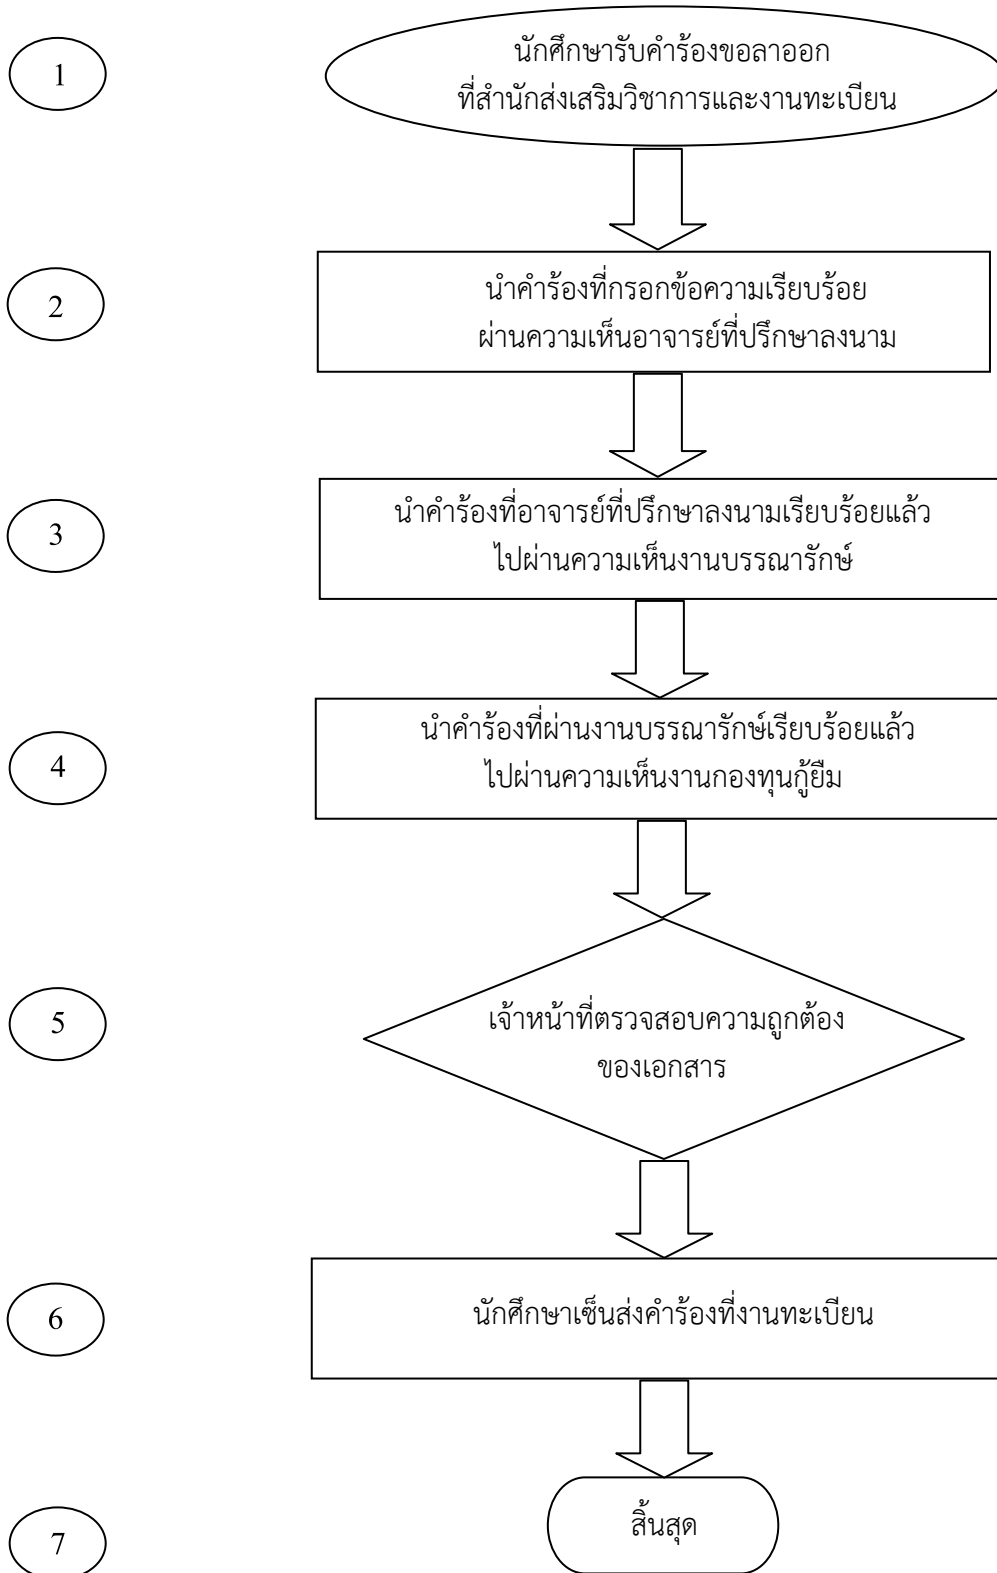 1
นักศึกษารับคำร้องขอลาออก
ที่สำนักส่งเสริมวิชาการและงานทะเบียน
2
นำคำร้องที่กรอกข้อความเรียบร้อย
ผ่านความเห็นอาจารย์ที่ปรึกษาลงนาม
3
นำคำร้องที่อาจารย์ที่ปรึกษาลงนามเรียบร้อยแล้ว
ไปผ่านความเห็นงานบรรณารักษ์
4
นำคำร้องที่ผ่านงานบรรณารักษ์เรียบร้อยแล้ว
ไปผ่านความเห็นงานกองทุนกู้ยืม
5
เจ้าหน้าที่ตรวจสอบความถูกต้อง
ของเอกสาร
6
นักศึกษาเซ็นส่งคำร้องที่งานทะเบียน
7
สิ้นสุด